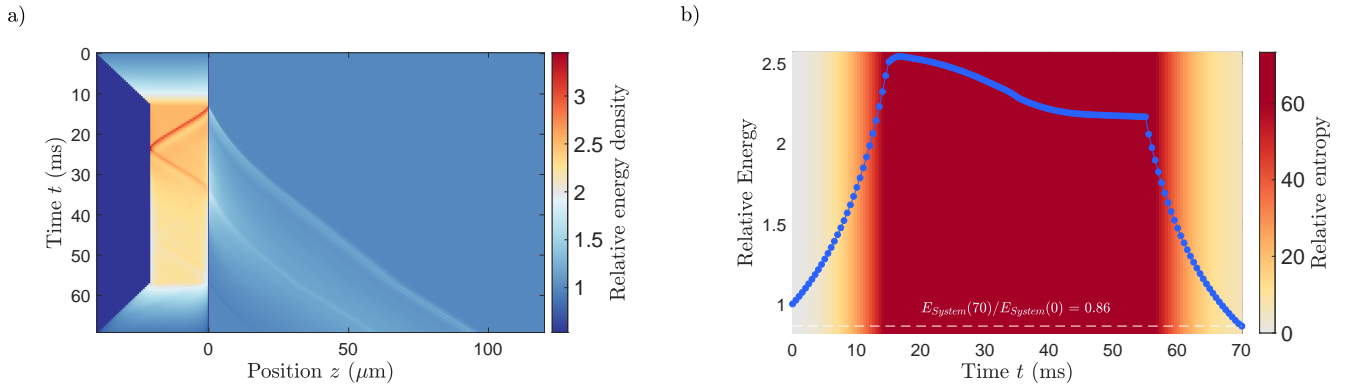 a)
0
10
20
30
40
50
60
Time t (ms)
0
50
100
Position z (μm)
3
2.5
2
1.5
1
Relative energy density
b)
2.5
2
1.5
1
Relative Energy
E_System(70)/E_System(0) = 0.86
0 10 20 30 40 50 60 70
Time t (ms)
60
40
20
0
Relative entropy